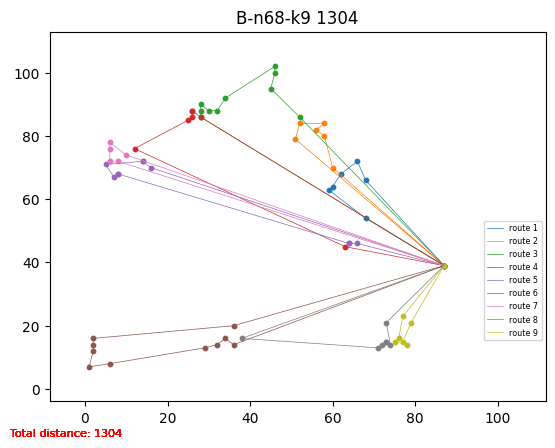 B-n68-k9 1304
100
80
60
40
20
0
0 20 40 60 80 100
route 1
route 2
route 3
route 4
route 5
route 6
route 7
route 8
route 9
Total distance: 1304